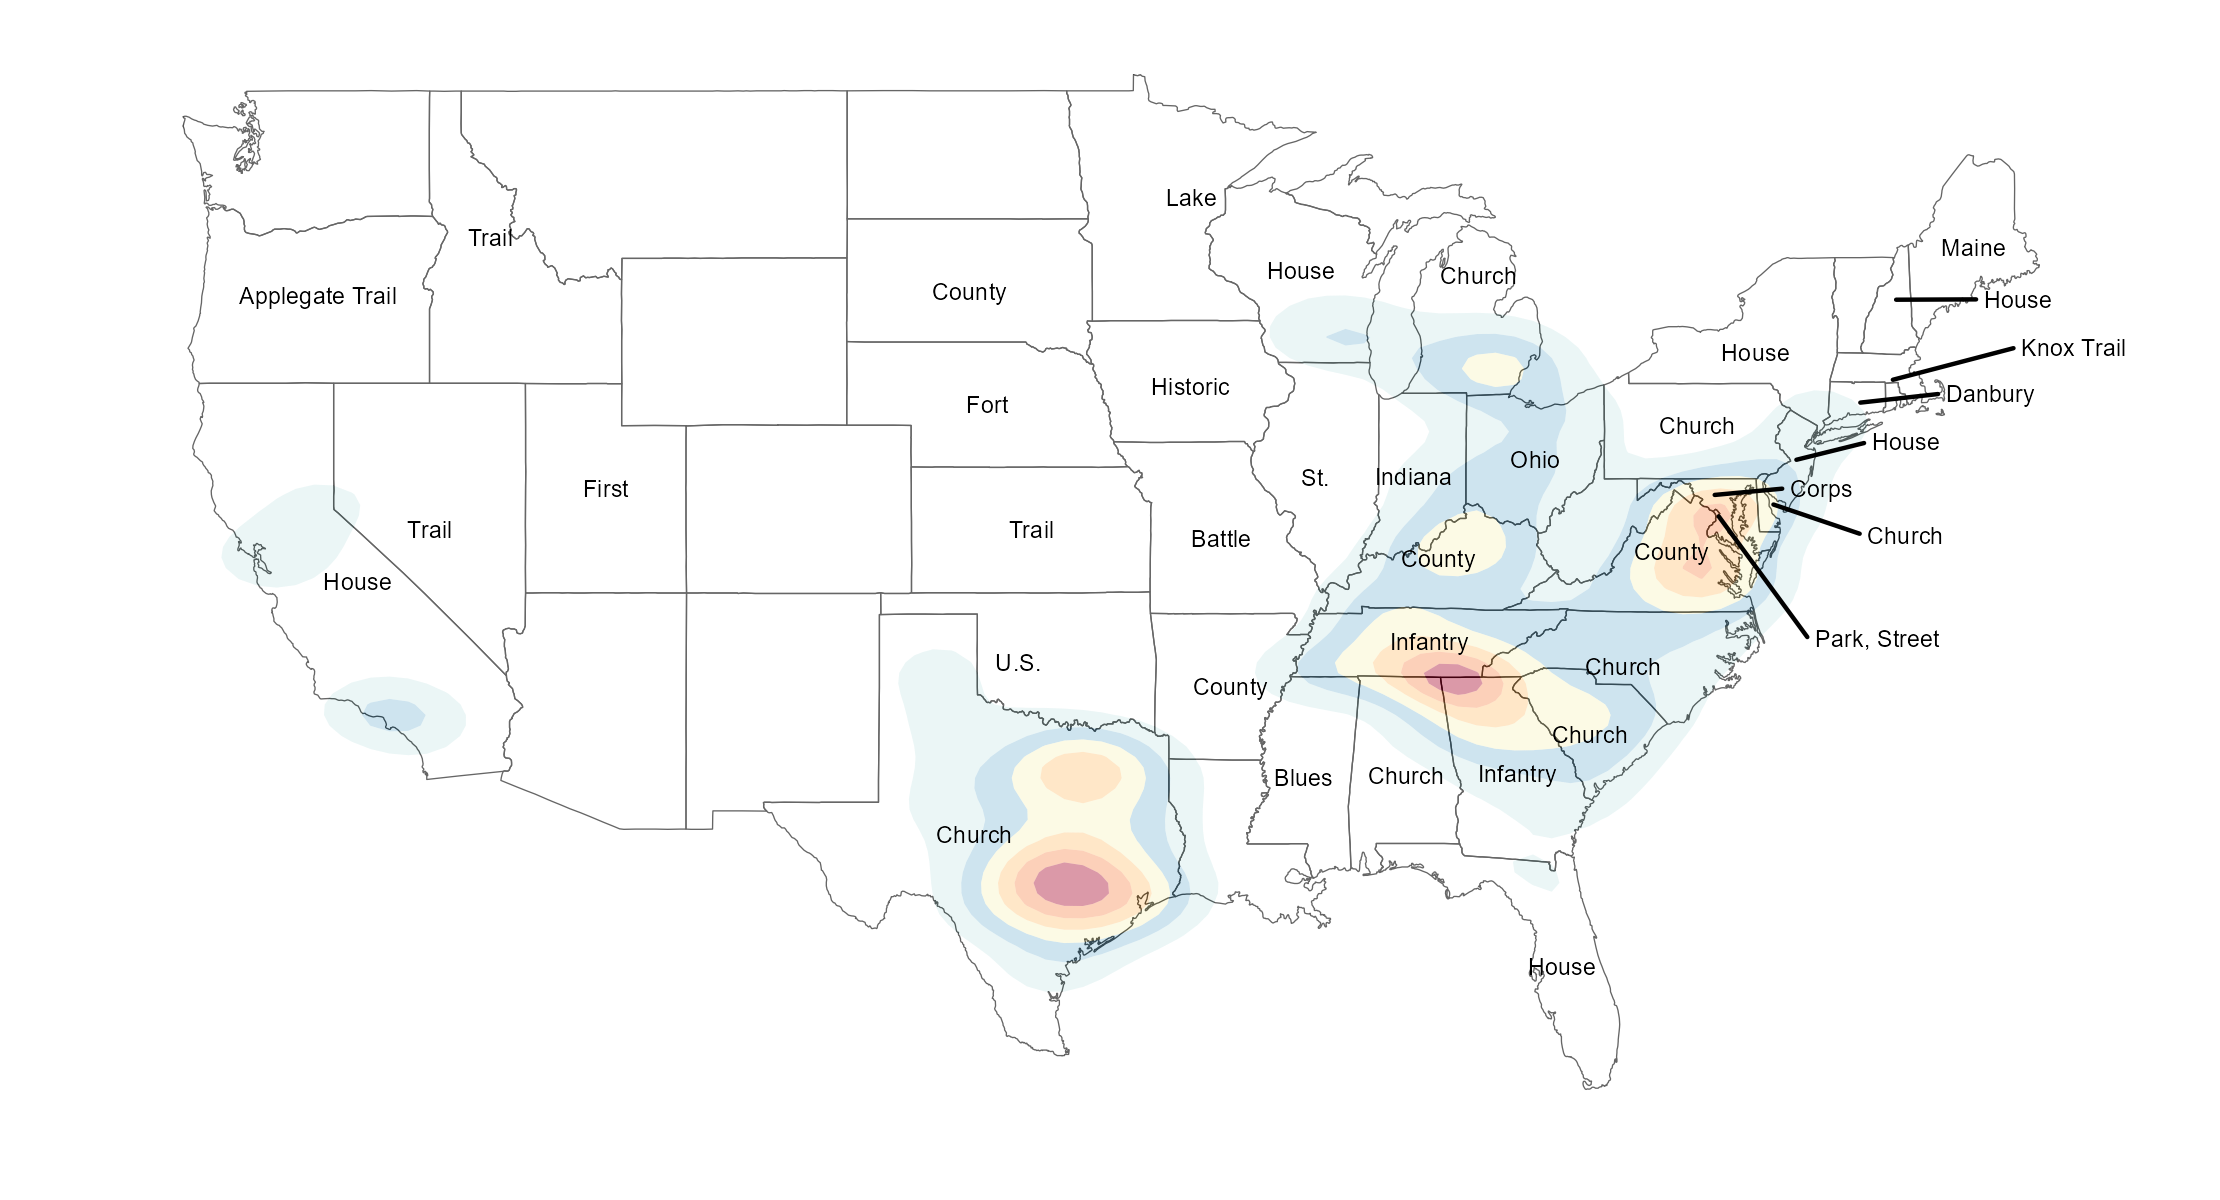 Lake
Trail
Maine
House
Church
Applegate Trail
County
House
Knox Trail
House
Historic
Danbury
Fort
Church
House
Ohio
St.
Indiana
First
Corps
Trail
Trail
Battle
Church
County
County
House
Park, Street
Infantry
U.S.
Church
County
Church
Infantry
Blues
Church
Church
House